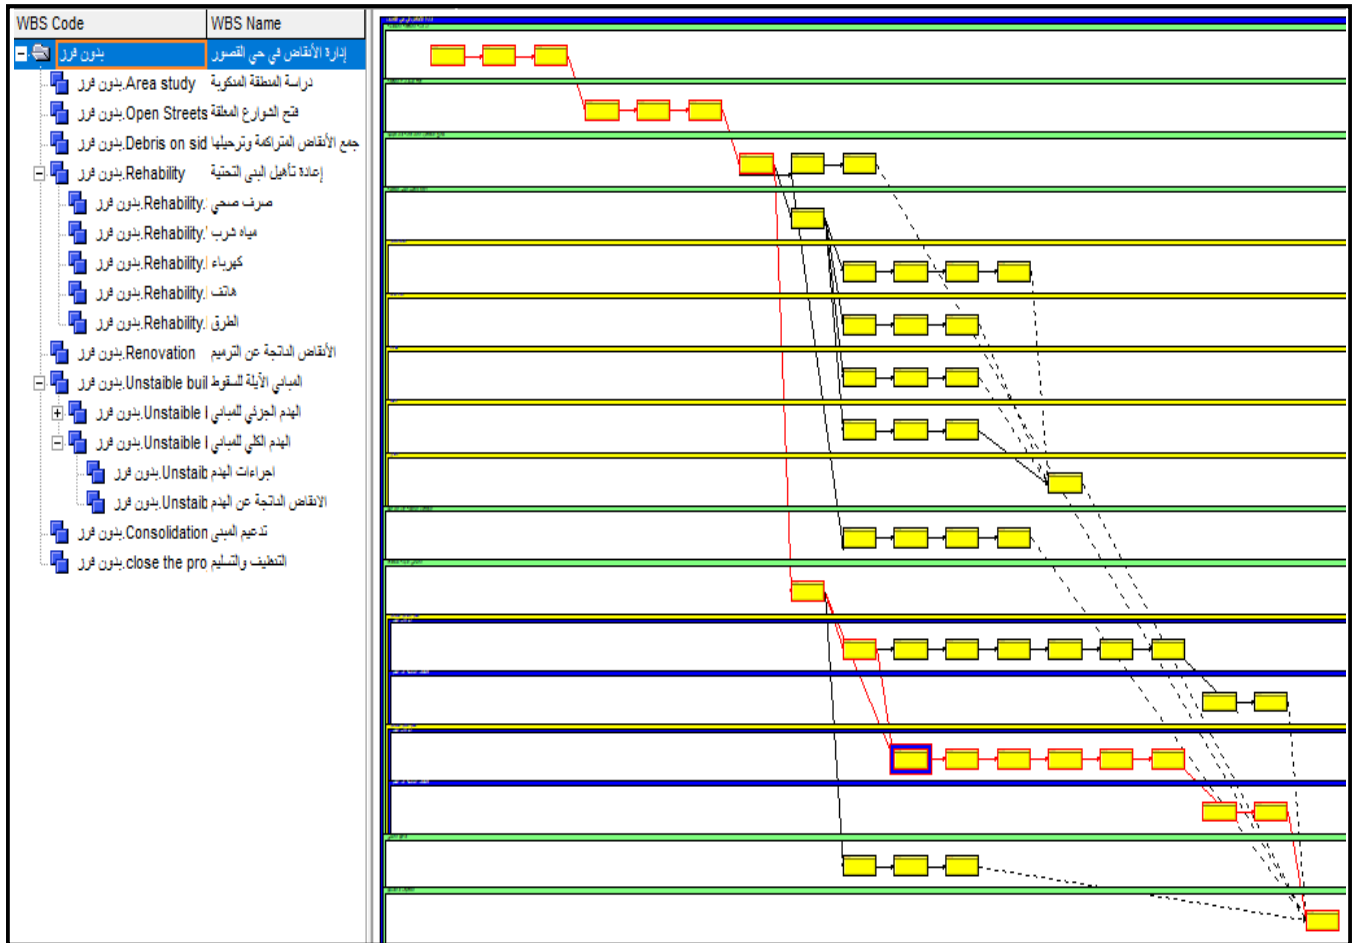 WBS Code WBS Name
بدون فرز إدارة الأنقاض في حي القصور
بدون فرز.Area study دراسة المنطقة المنكوبة
بدون فرز.Open Streets فتح الشوارع المغلقة
بدون فرز.Debris on sid جمع الأنقاض المتراكمة وترحيلها
بدون فرز.Rehability إعادة تأهيل البنى التحتية
بدون فرز.Rehability. صرف صحي
بدون فرز.Rehability. مياه شرب
بدون فرز.Rehability. كهرباء
بدون فرز.Rehability. هاتف
بدون فرز.Rehability. الطرق
بدون فرز.Renovation الأنقاض الناتجة عن الترميم
بدون فرز.Unstaible buil المباني الآيلة للسقوط
بدون فرز.Unstaible الهدم الجزئي للمباني
بدون فرز.Unstaible الهدم الكلي للمباني
بدون فرز.Unstaib اجراءات الهدم
بدون فرز.Unstaib الانقاض الناتجة عن الهدم
بدون فرز.Consolidation تدعيم المبنى
بدون فرز.close the pro التنظيف والتسليم